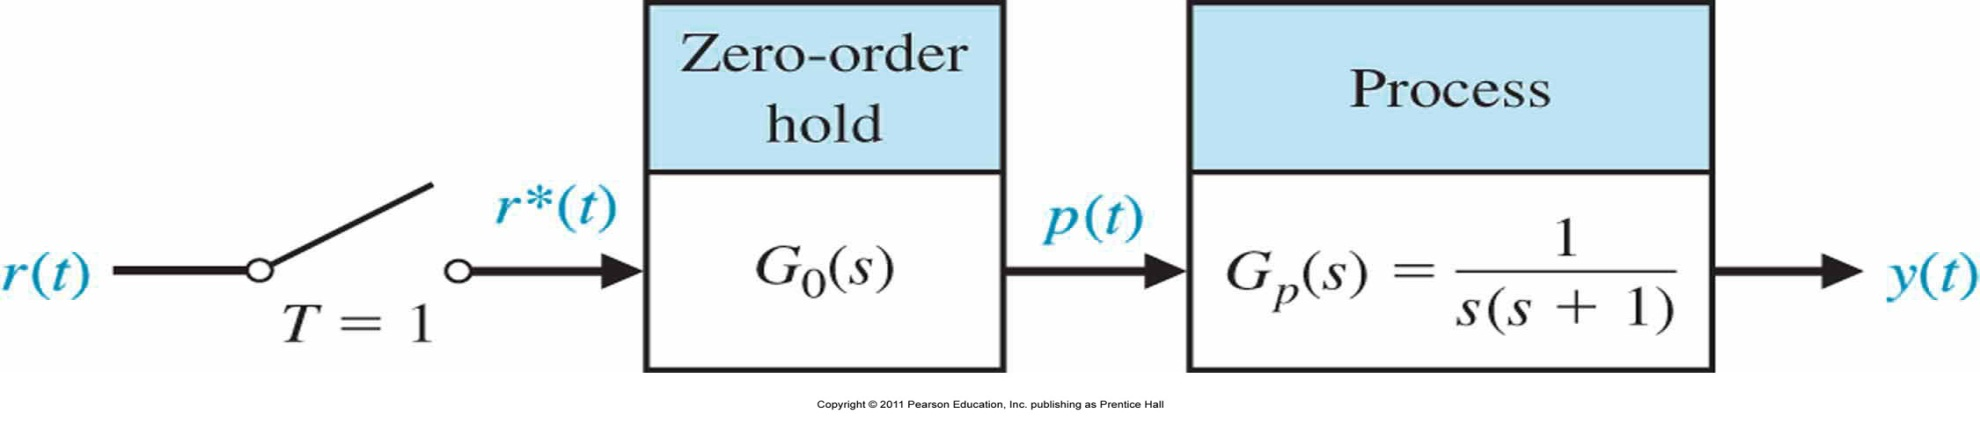 Zero-order
hold
Process
r(t)
T = 1
r*(t)
G₀(s)
p(t)
Gₚ(s) = 1 / s(s + 1)
y(t)
Copyright © 2011 Pearson Education, Inc. publishing as Prentice Hall